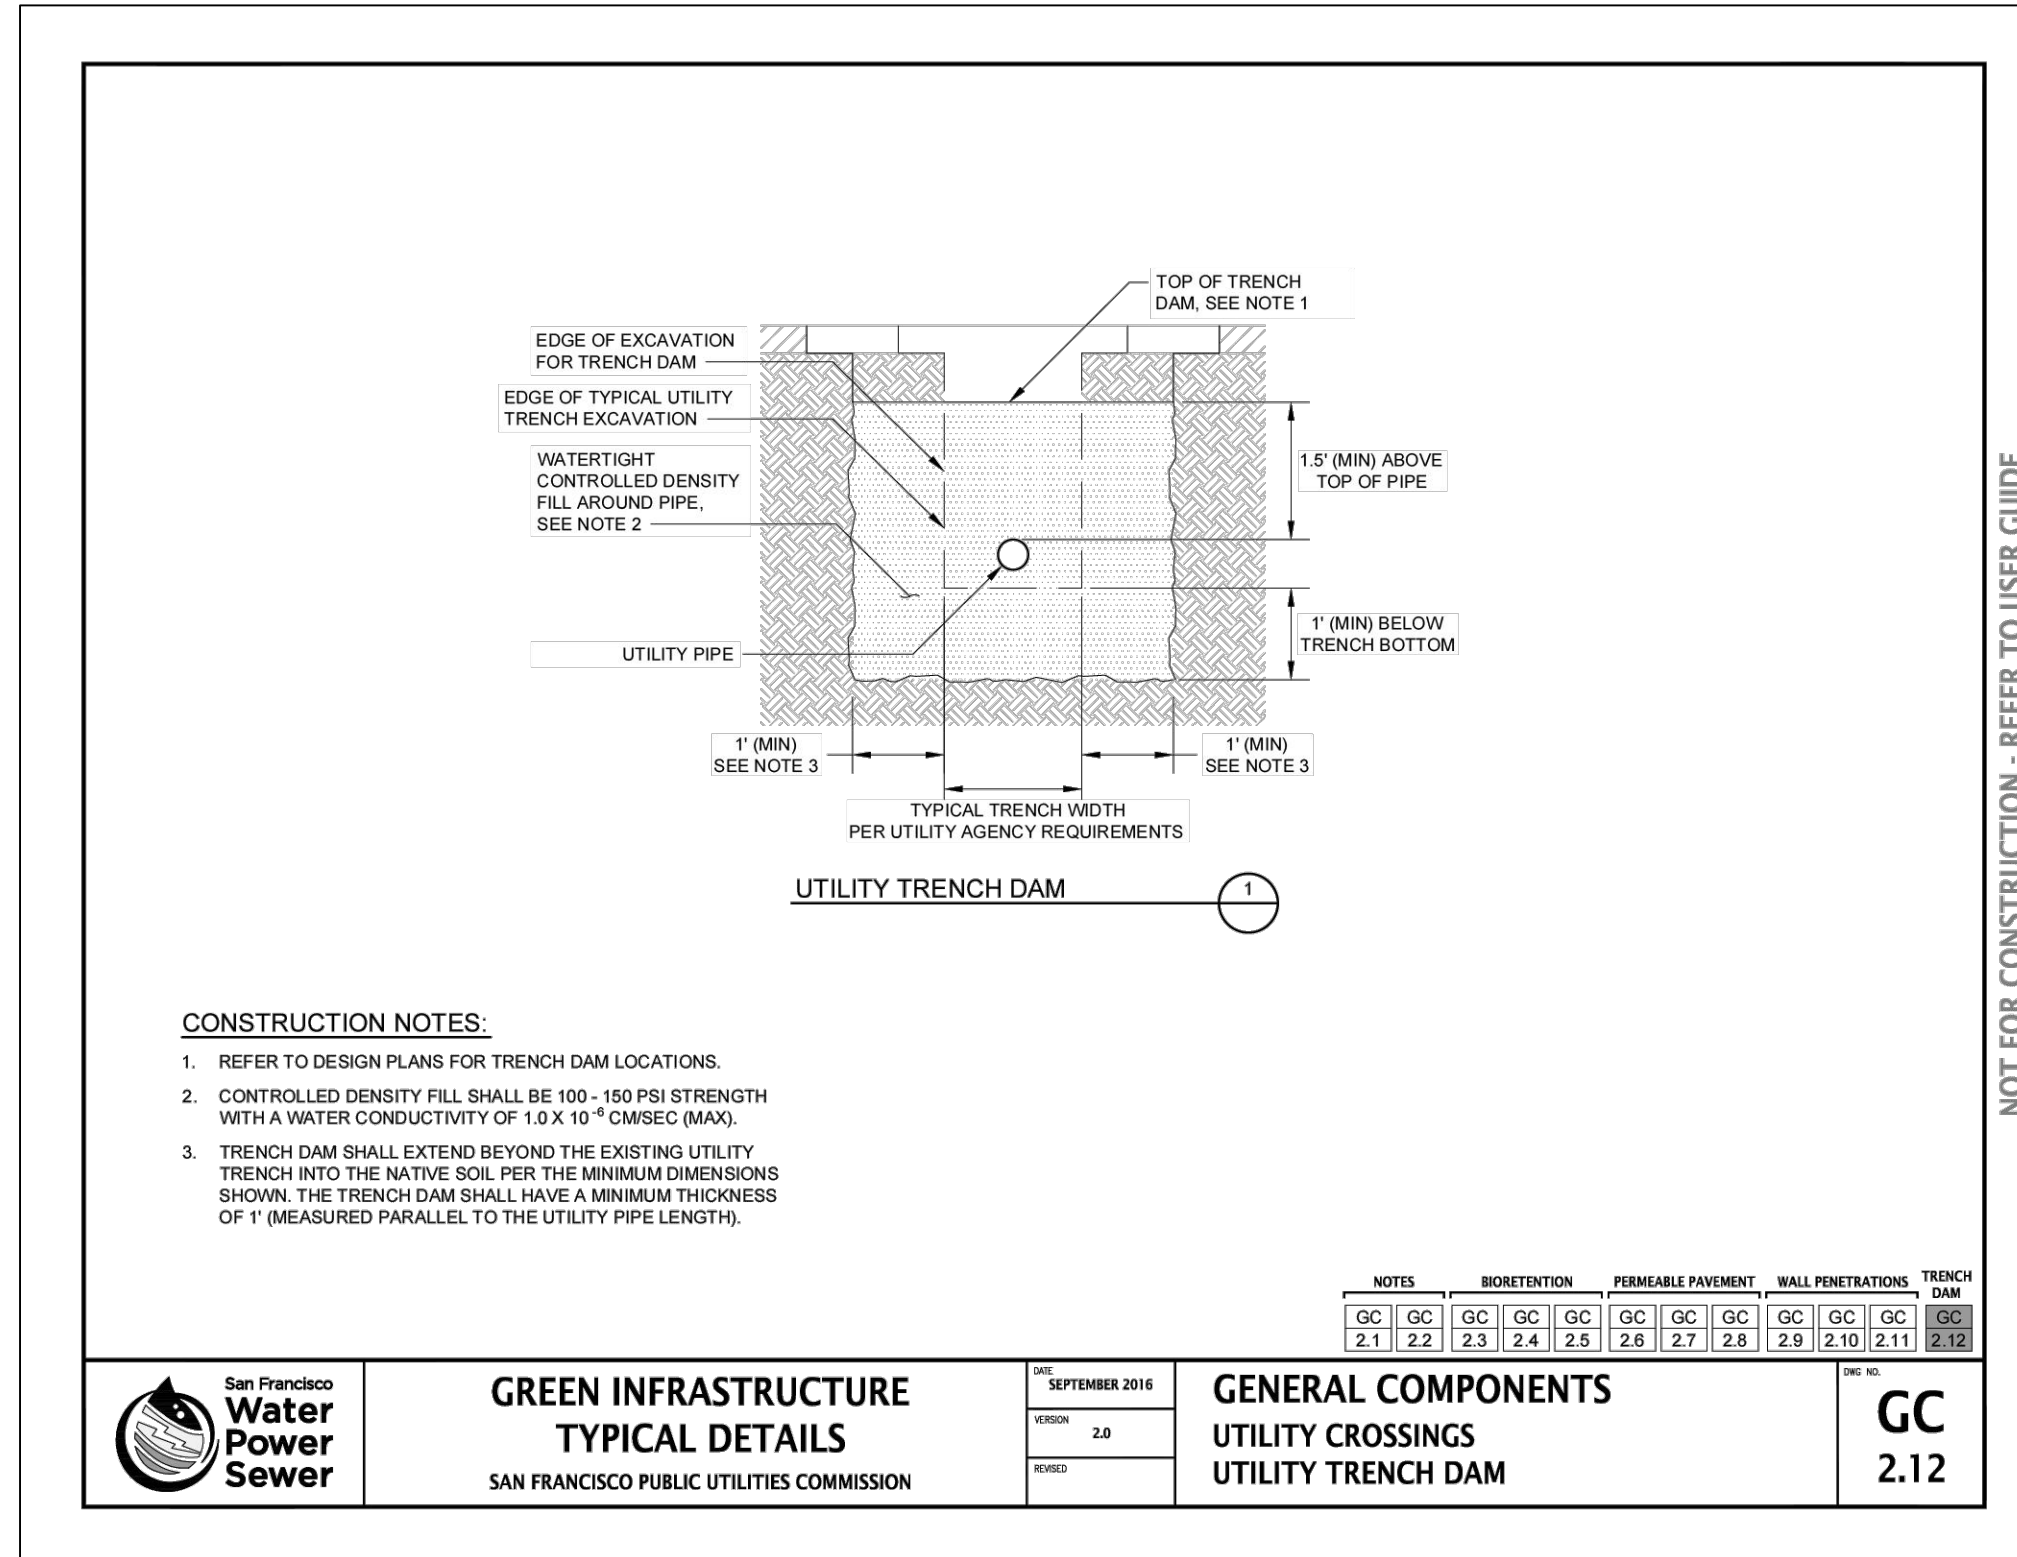 TOP OF TRENCH
DAM, SEE NOTE 1
EDGE OF EXCAVATION
FOR TRENCH DAM
EDGE OF TYPICAL UTILITY
TRENCH EXCAVATION
WATERTIGHT
CONTROLLED DENSITY
FILL AROUND PIPE,
SEE NOTE 2
1.5' (MIN) ABOVE
TOP OF PIPE
UTILITY PIPE
1' (MIN) BELOW
TRENCH BOTTOM
1' (MIN)
SEE NOTE 3
1' (MIN)
SEE NOTE 3
TYPICAL TRENCH WIDTH
PER UTILITY AGENCY REQUIREMENTS
UTILITY TRENCH DAM
1
CONSTRUCTION NOTES:
1. REFER TO DESIGN PLANS FOR TRENCH DAM LOCATIONS.
2. CONTROLLED DENSITY FILL SHALL BE 100 - 150 PSI STRENGTH
WITH A WATER CONDUCTIVITY OF 1.0 X 10⁻⁶ CM/SEC (MAX).
3. TRENCH DAM SHALL EXTEND BEYOND THE EXISTING UTILITY
TRENCH INTO THE NATIVE SOIL PER THE MINIMUM DIMENSIONS
SHOWN. THE TRENCH DAM SHALL HAVE A MINIMUM THICKNESS
OF 1' (MEASURED PARALLEL TO THE UTILITY PIPE LENGTH).
NOT FOR CONSTRUCTION - REFER TO USER GUIDE
NOTES BIORETENTION PERMEABLE PAVEMENT WALL PENETRATIONS TRENCH
DAM
GC GC GC GC GC GC GC GC GC GC GC GC
2.1 2.2 2.3 2.4 2.5 2.6 2.7 2.8 2.9 2.10 2.11 2.12
San Francisco
Water
Power
Sewer
GREEN INFRASTRUCTURE
TYPICAL DETAILS
SAN FRANCISCO PUBLIC UTILITIES COMMISSION
DATE
SEPTEMBER 2016
VERSION
2.0
REVISED
GENERAL COMPONENTS
UTILITY CROSSINGS
UTILITY TRENCH DAM
DWG NO.
GC
2.12